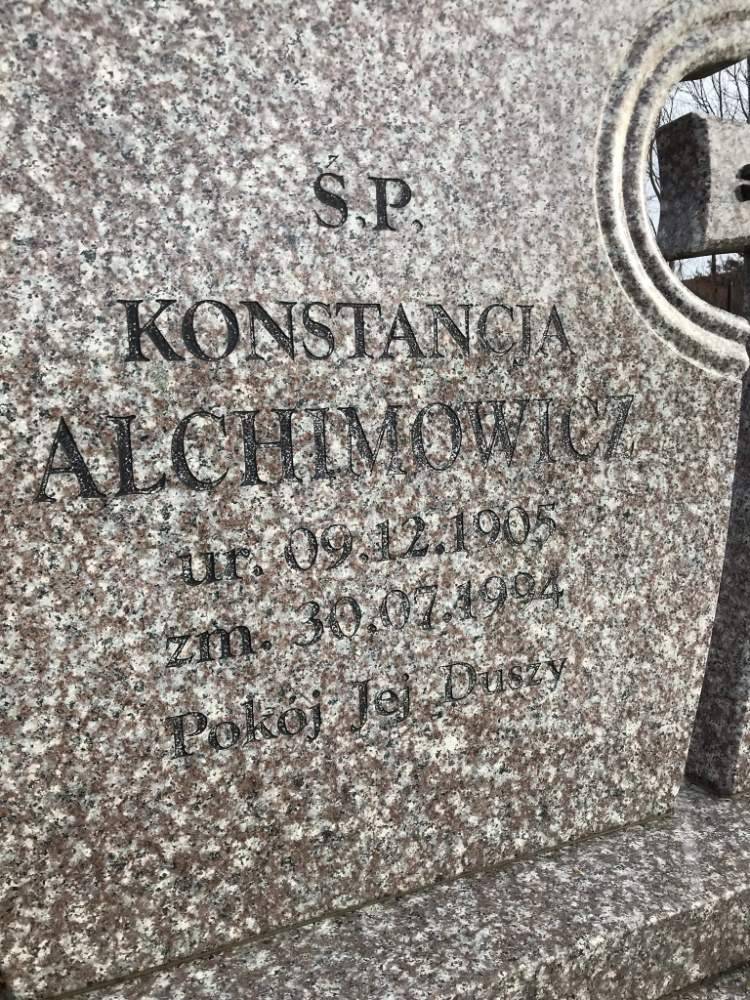 Ś.P.
KONSTANCJA
ALCHIMOWICZ
ur. 09.12.1905
zm. 30.07.1994
Pokój Jej Duszy